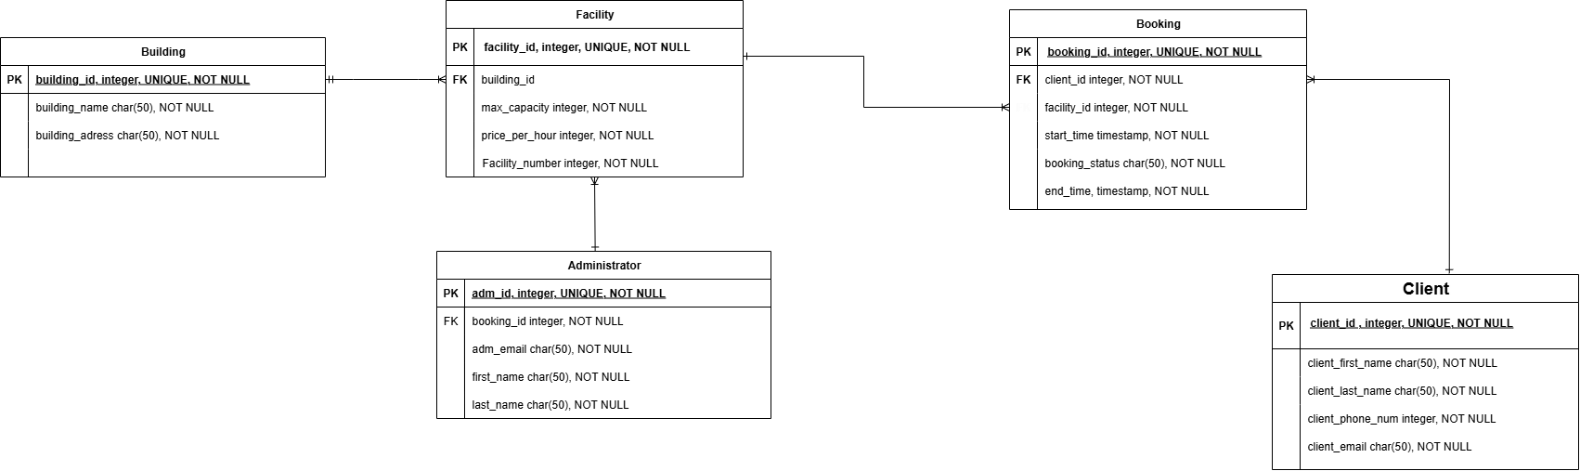 Building
PK building_id, integer, UNIQUE, NOT NULL
building_name char(50), NOT NULL
building_adress char(50), NOT NULL
Facility
PK facility_id, integer, UNIQUE, NOT NULL
FK building_id
max_capacity integer, NOT NULL
price_per_hour integer, NOT NULL
Facility_number integer, NOT NULL
Booking
PK booking_id, integer, UNIQUE, NOT NULL
FK client_id integer, NOT NULL
facility_id integer, NOT NULL
start_time timestamp, NOT NULL
booking_status char(50), NOT NULL
end_time, timestamp, NOT NULL
Administrator
PK adm_id, integer, UNIQUE, NOT NULL
FK booking_id integer, NOT NULL
adm_email char(50), NOT NULL
first_name char(50), NOT NULL
last_name char(50), NOT NULL
Client
PK client_id , integer, UNIQUE, NOT NULL
client_first_name char(50), NOT NULL
client_last_name char(50), NOT NULL
client_phone_num integer, NOT NULL
client_email char(50), NOT NULL